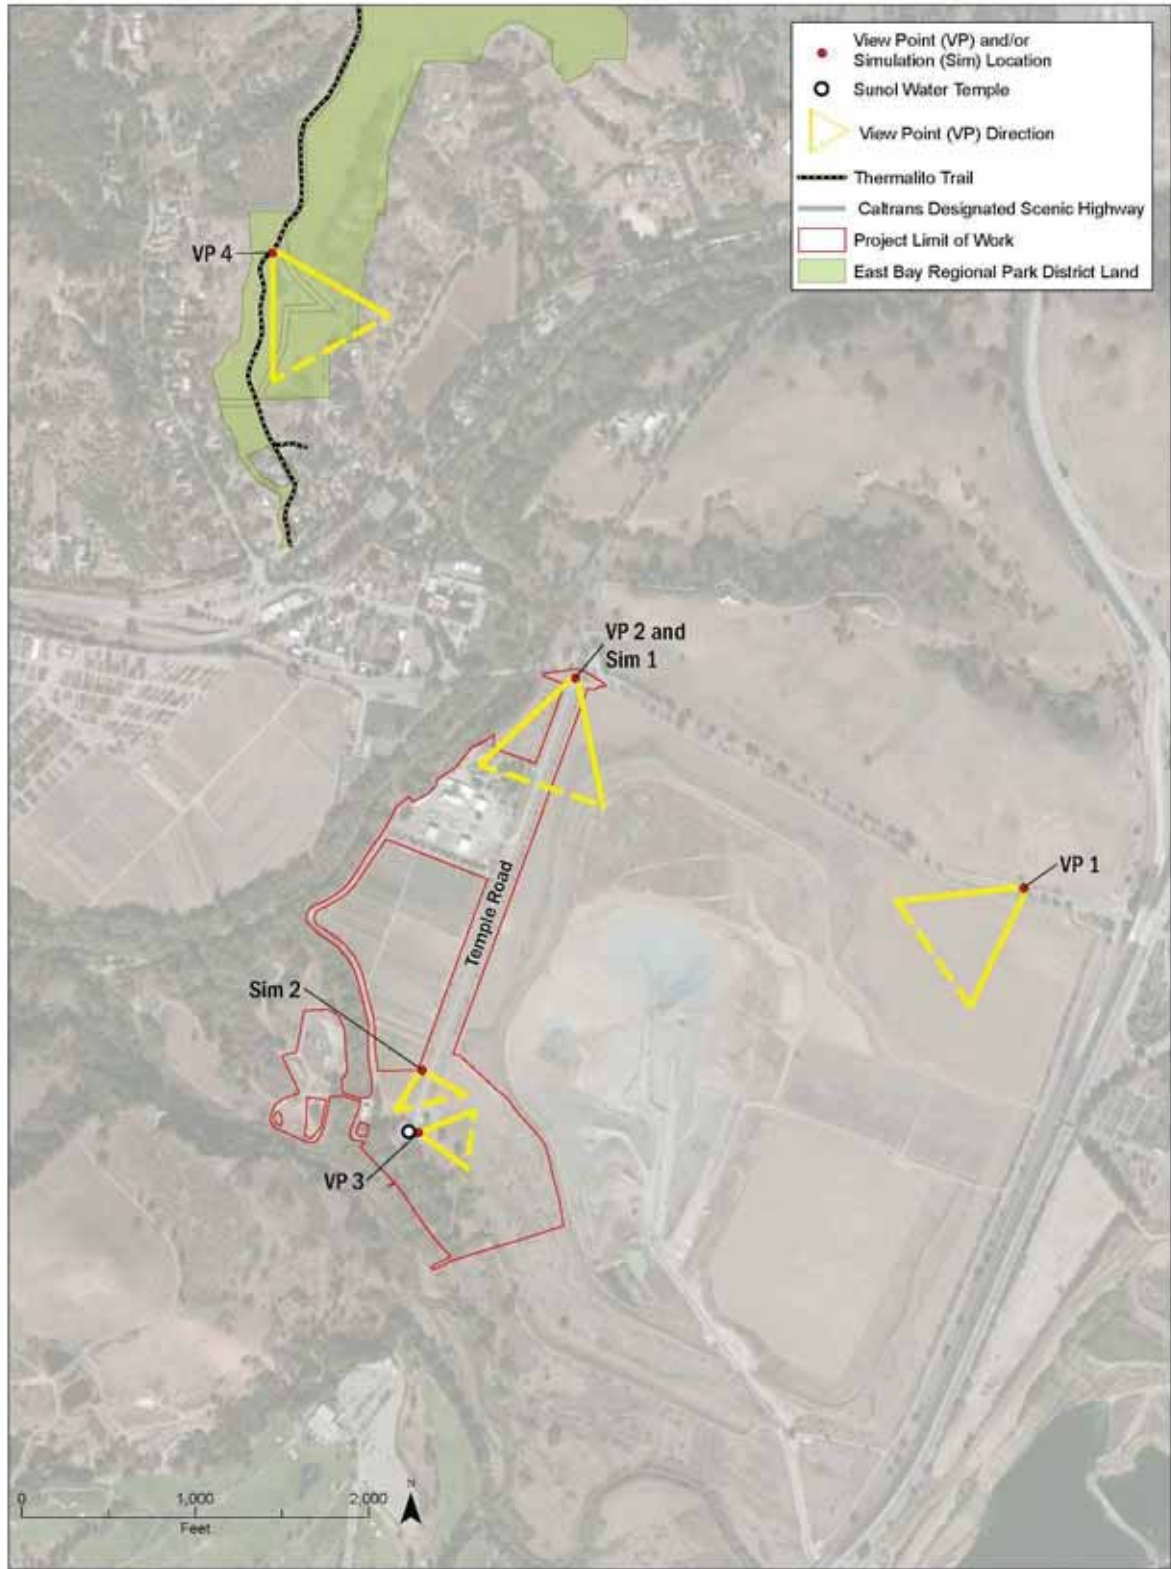 View Point (VP) and/or
Simulation (Sim) Location
Sunol Water Temple
View Point (VP) Direction
Thermalito Trail
Caltrans Designated Scenic Highway
Project Limit of Work
East Bay Regional Park District Land
VP 4
VP 2 and
Sim 1
VP 1
Temple Road
Sim 2
VP 3
0 1,000 2,000
Feet
N